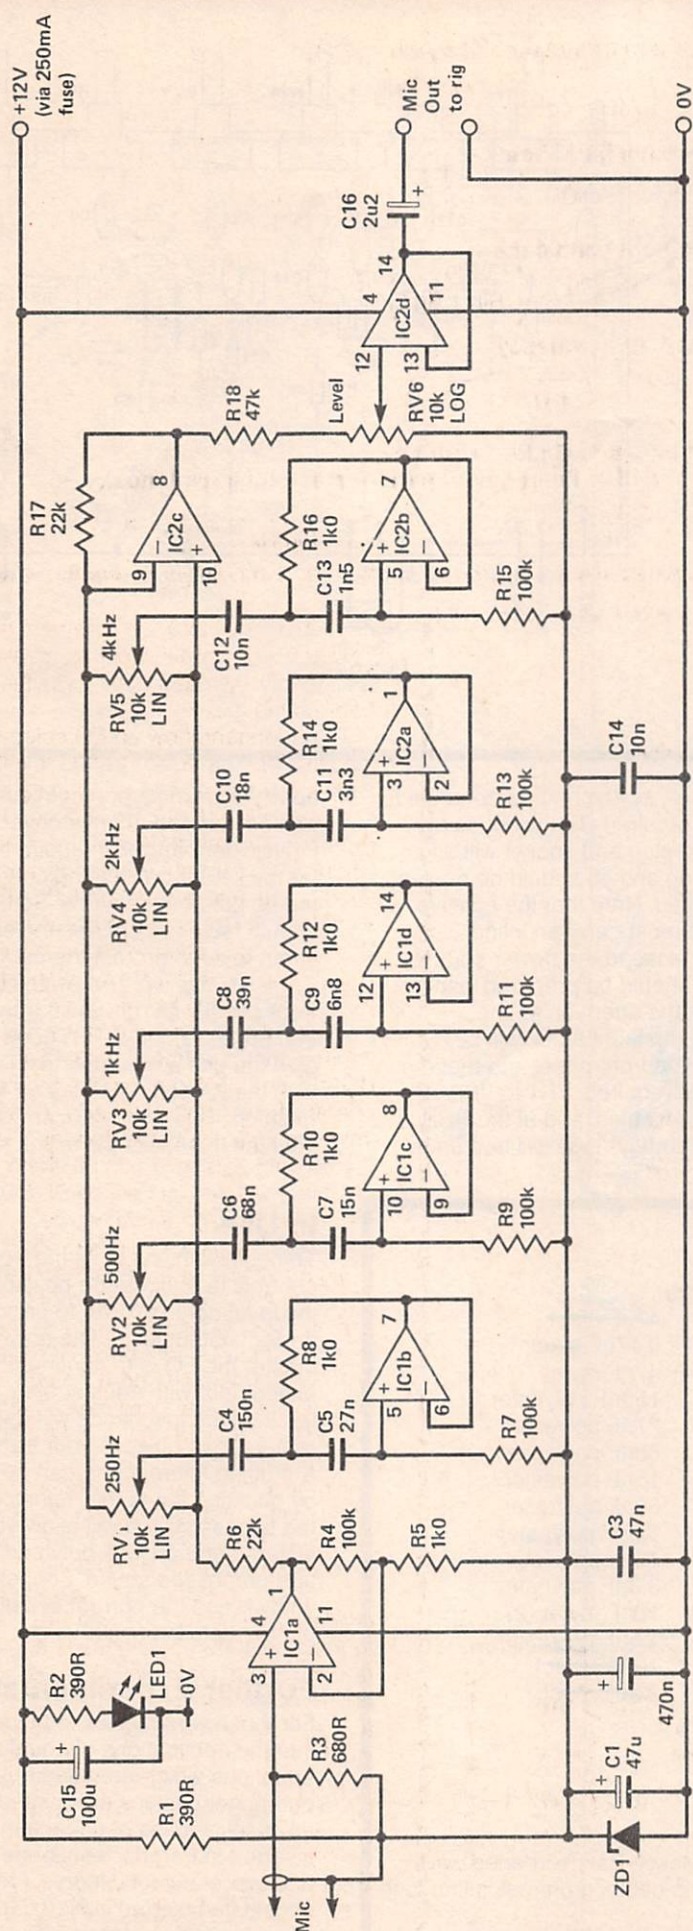 +12V
(via 250mA
fuse)
Mic
Out
to rig
0V
C16
2u2
+
4
14
12
13
11
IC2d
Level
RV6
10k
LOG
R18
47k
R17
22k
8
9
10
−
+
IC2c
4kHz
RV5
10k
LIN
C12
10n
R16
1k0
C13
1n5
7
5
6
+
−
IC2b
R15
100k
2kHz
RV4
10k
LIN
C10
18n
R14
1k0
C11
3n3
1
3
2
+
−
IC2a
R13
100k
C14
10n
1kHz
RV3
10k
LIN
C8
39n
R12
1k0
C9
6n8
14
12
13
+
−
IC1d
R11
100k
500Hz
RV2
10k
LIN
C6
68n
R10
1k0
C7
15n
8
10
9
+
−
IC1c
R9
100k
250Hz
RV1
10k
LIN
C4
150n
R8
1k0
C5
27n
7
5
6
+
−
IC1b
R7
100k
R6
22k
R4
100k
R5
1k0
C3
47n
4
1
3
2
11
+
−
IC1a
R2
390R
LED1
0V
+
C15
100u
R1
390R
R3
680R
Mic
+
470n
+
C1
47u
ZD1